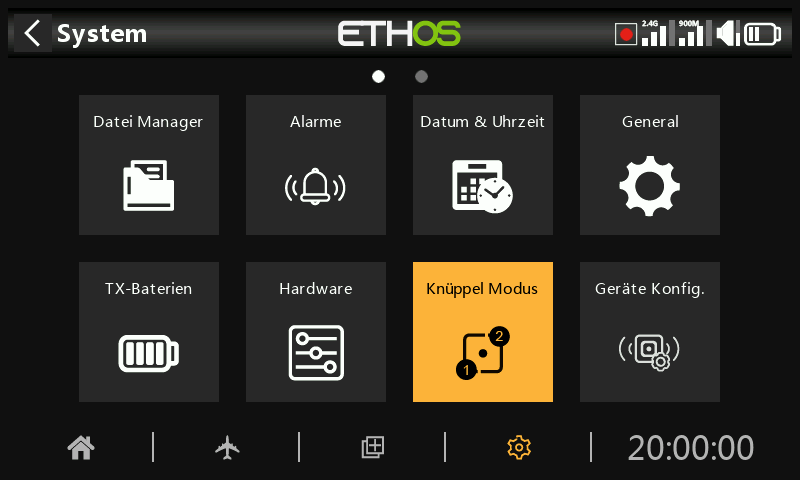 System
ETHOS
2.4G
900M
Datei Manager
Alarme
Datum & Uhrzeit
General
TX-Baterien
Hardware
Knüppel Modus
2
1
Geräte Konfig.
20:00:00